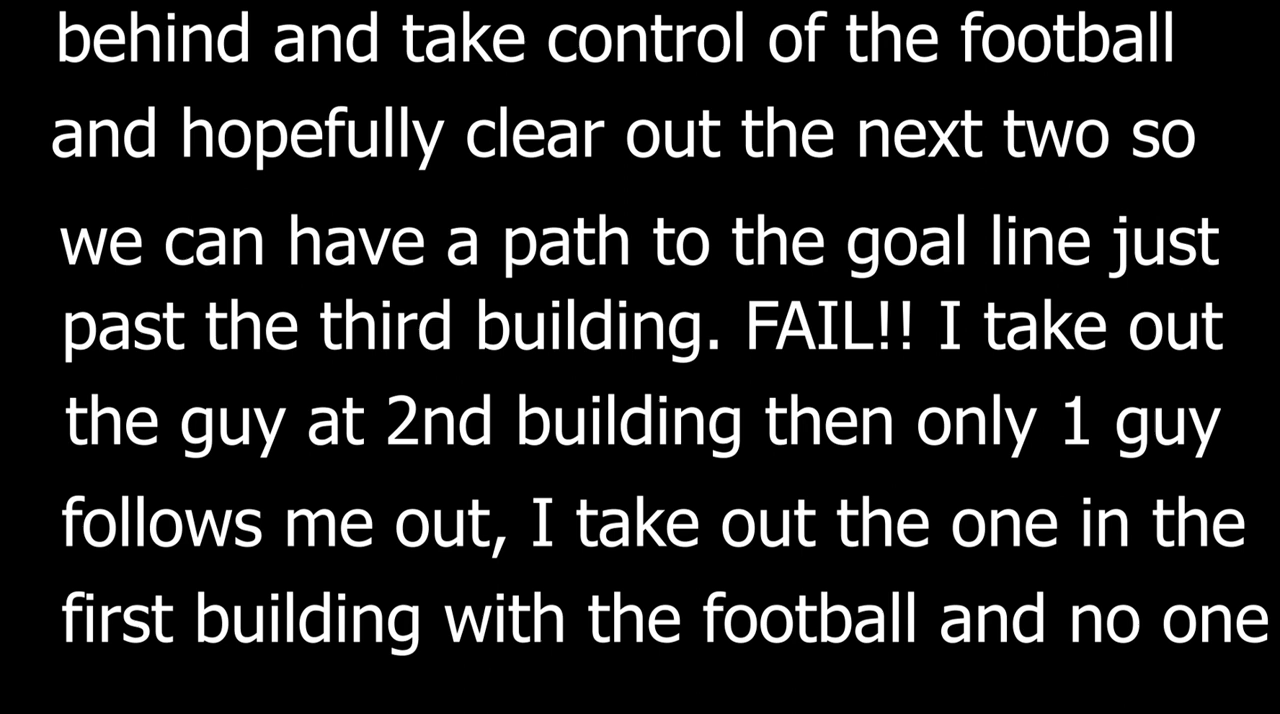 behind and take control of the football
and hopefully clear out the next two so
we can have a path to the goal line just
past the third building. FAIL!! I take out
the guy at 2nd building then only 1 guy
follows me out, I take out the one in the
first building with the football and no one